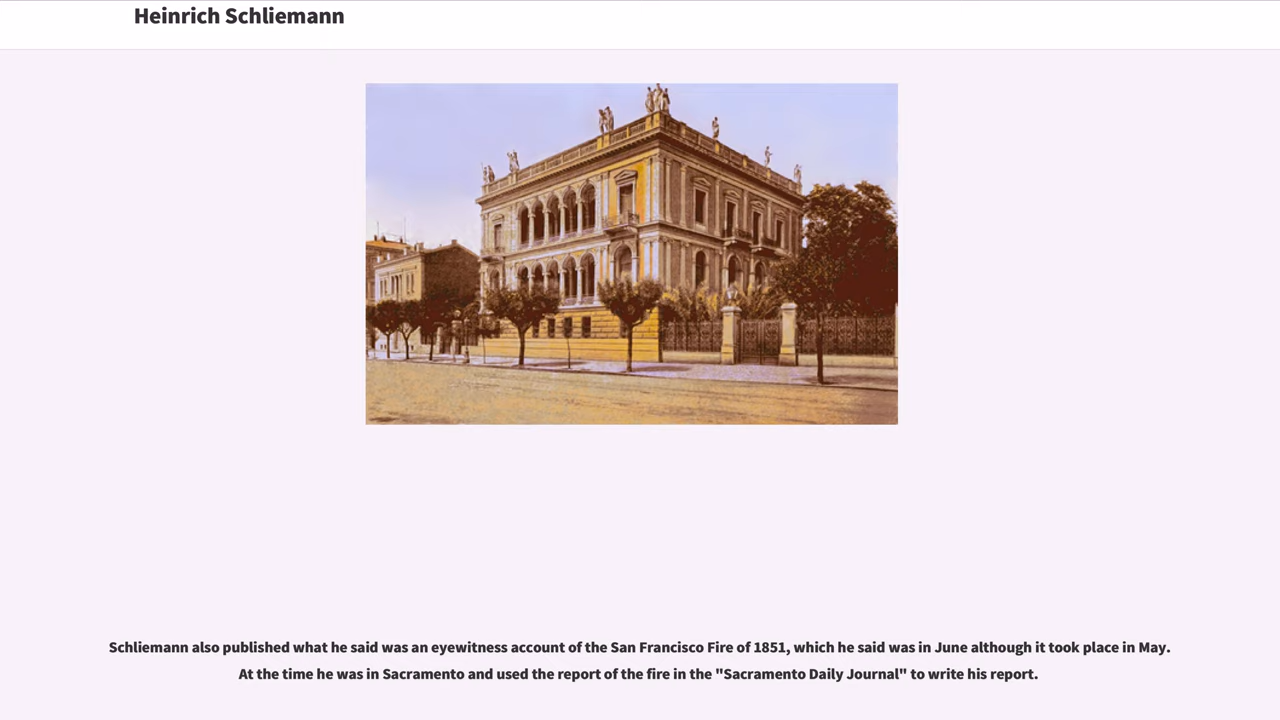 Heinrich Schliemann
Schliemann also published what he said was an eyewitness account of the San Francisco Fire of 1851, which he said was in June although it took place in May.
At the time he was in Sacramento and used the report of the fire in the "Sacramento Daily Journal" to write his report.